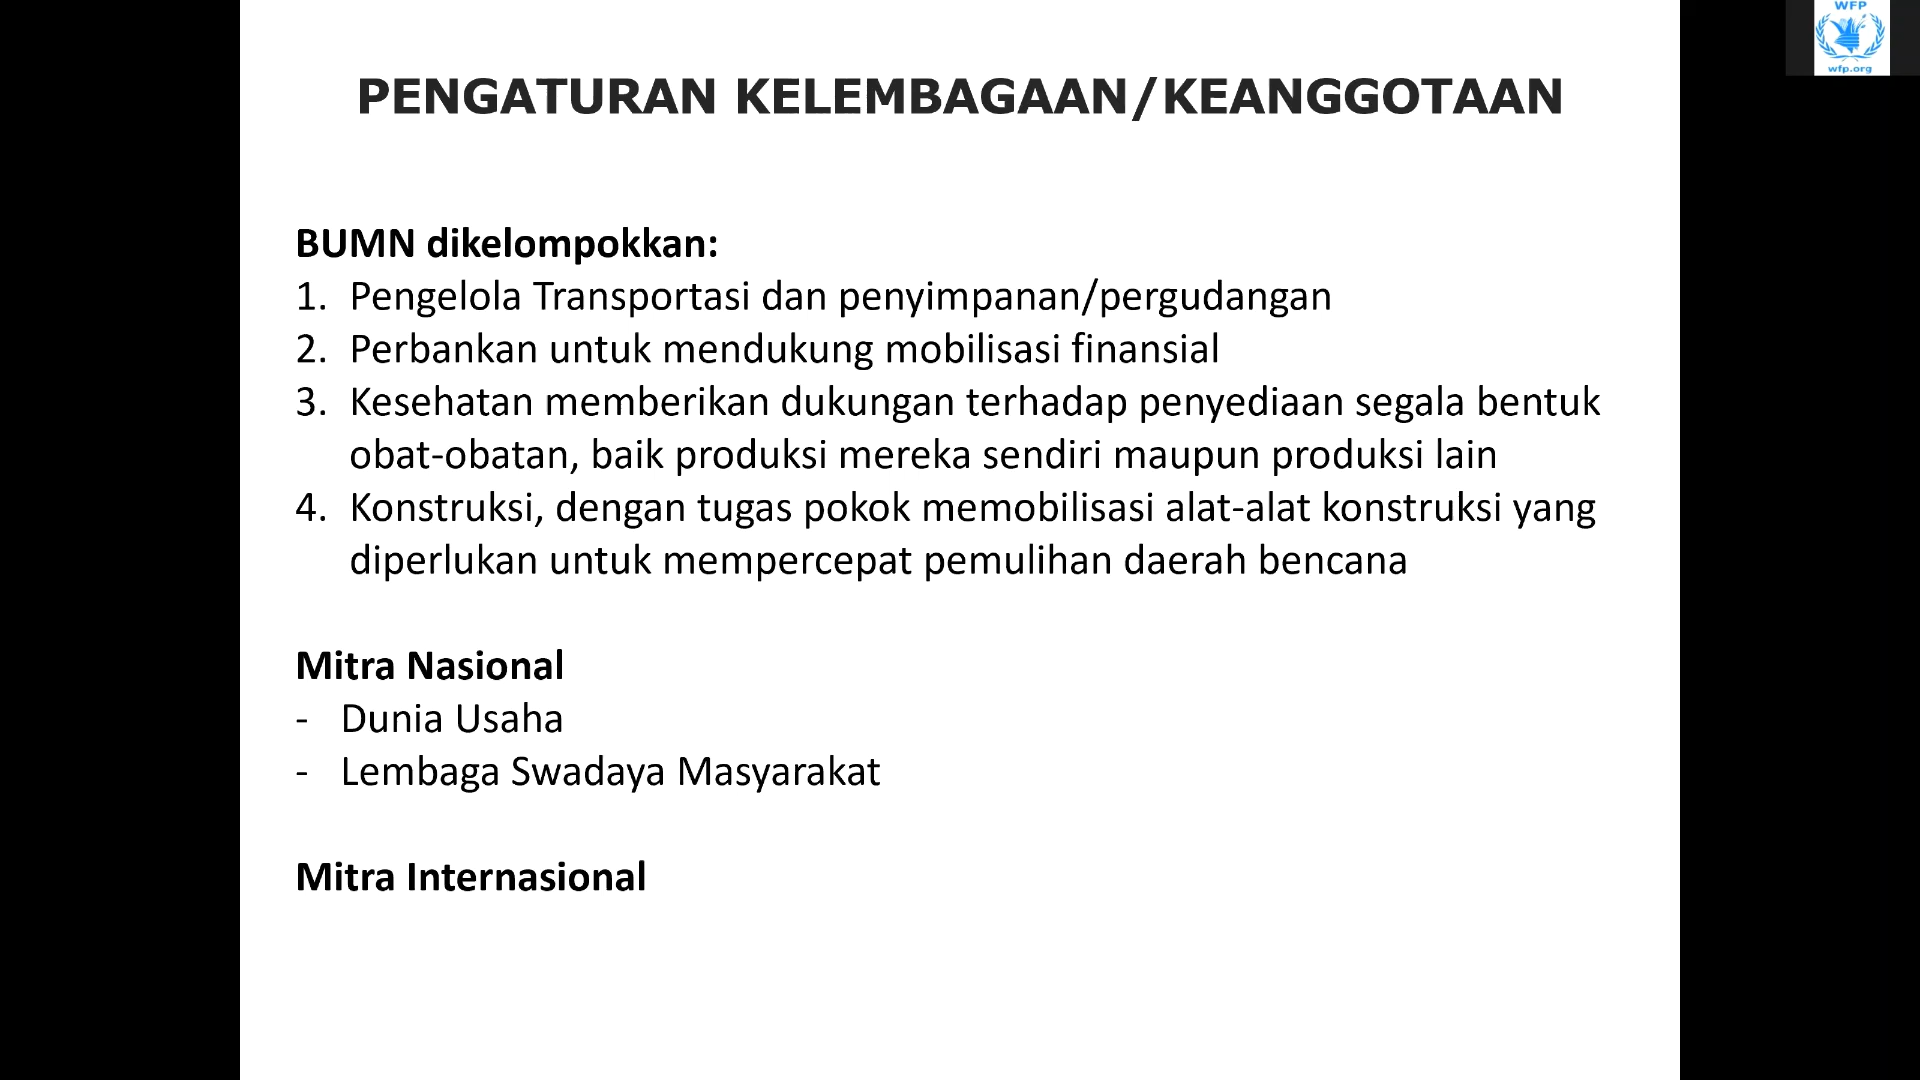 WFP
wfp.org
PENGATURAN KELEMBAGAAN/KEANGGOTAAN
BUMN dikelompokkan:
1. Pengelola Transportasi dan penyimpanan/pergudangan
2. Perbankan untuk mendukung mobilisasi finansial
3. Kesehatan memberikan dukungan terhadap penyediaan segala bentuk
obat-obatan, baik produksi mereka sendiri maupun produksi lain
4. Konstruksi, dengan tugas pokok memobilisasi alat-alat konstruksi yang
diperlukan untuk mempercepat pemulihan daerah bencana
Mitra Nasional
- Dunia Usaha
- Lembaga Swadaya Masyarakat
Mitra Internasional